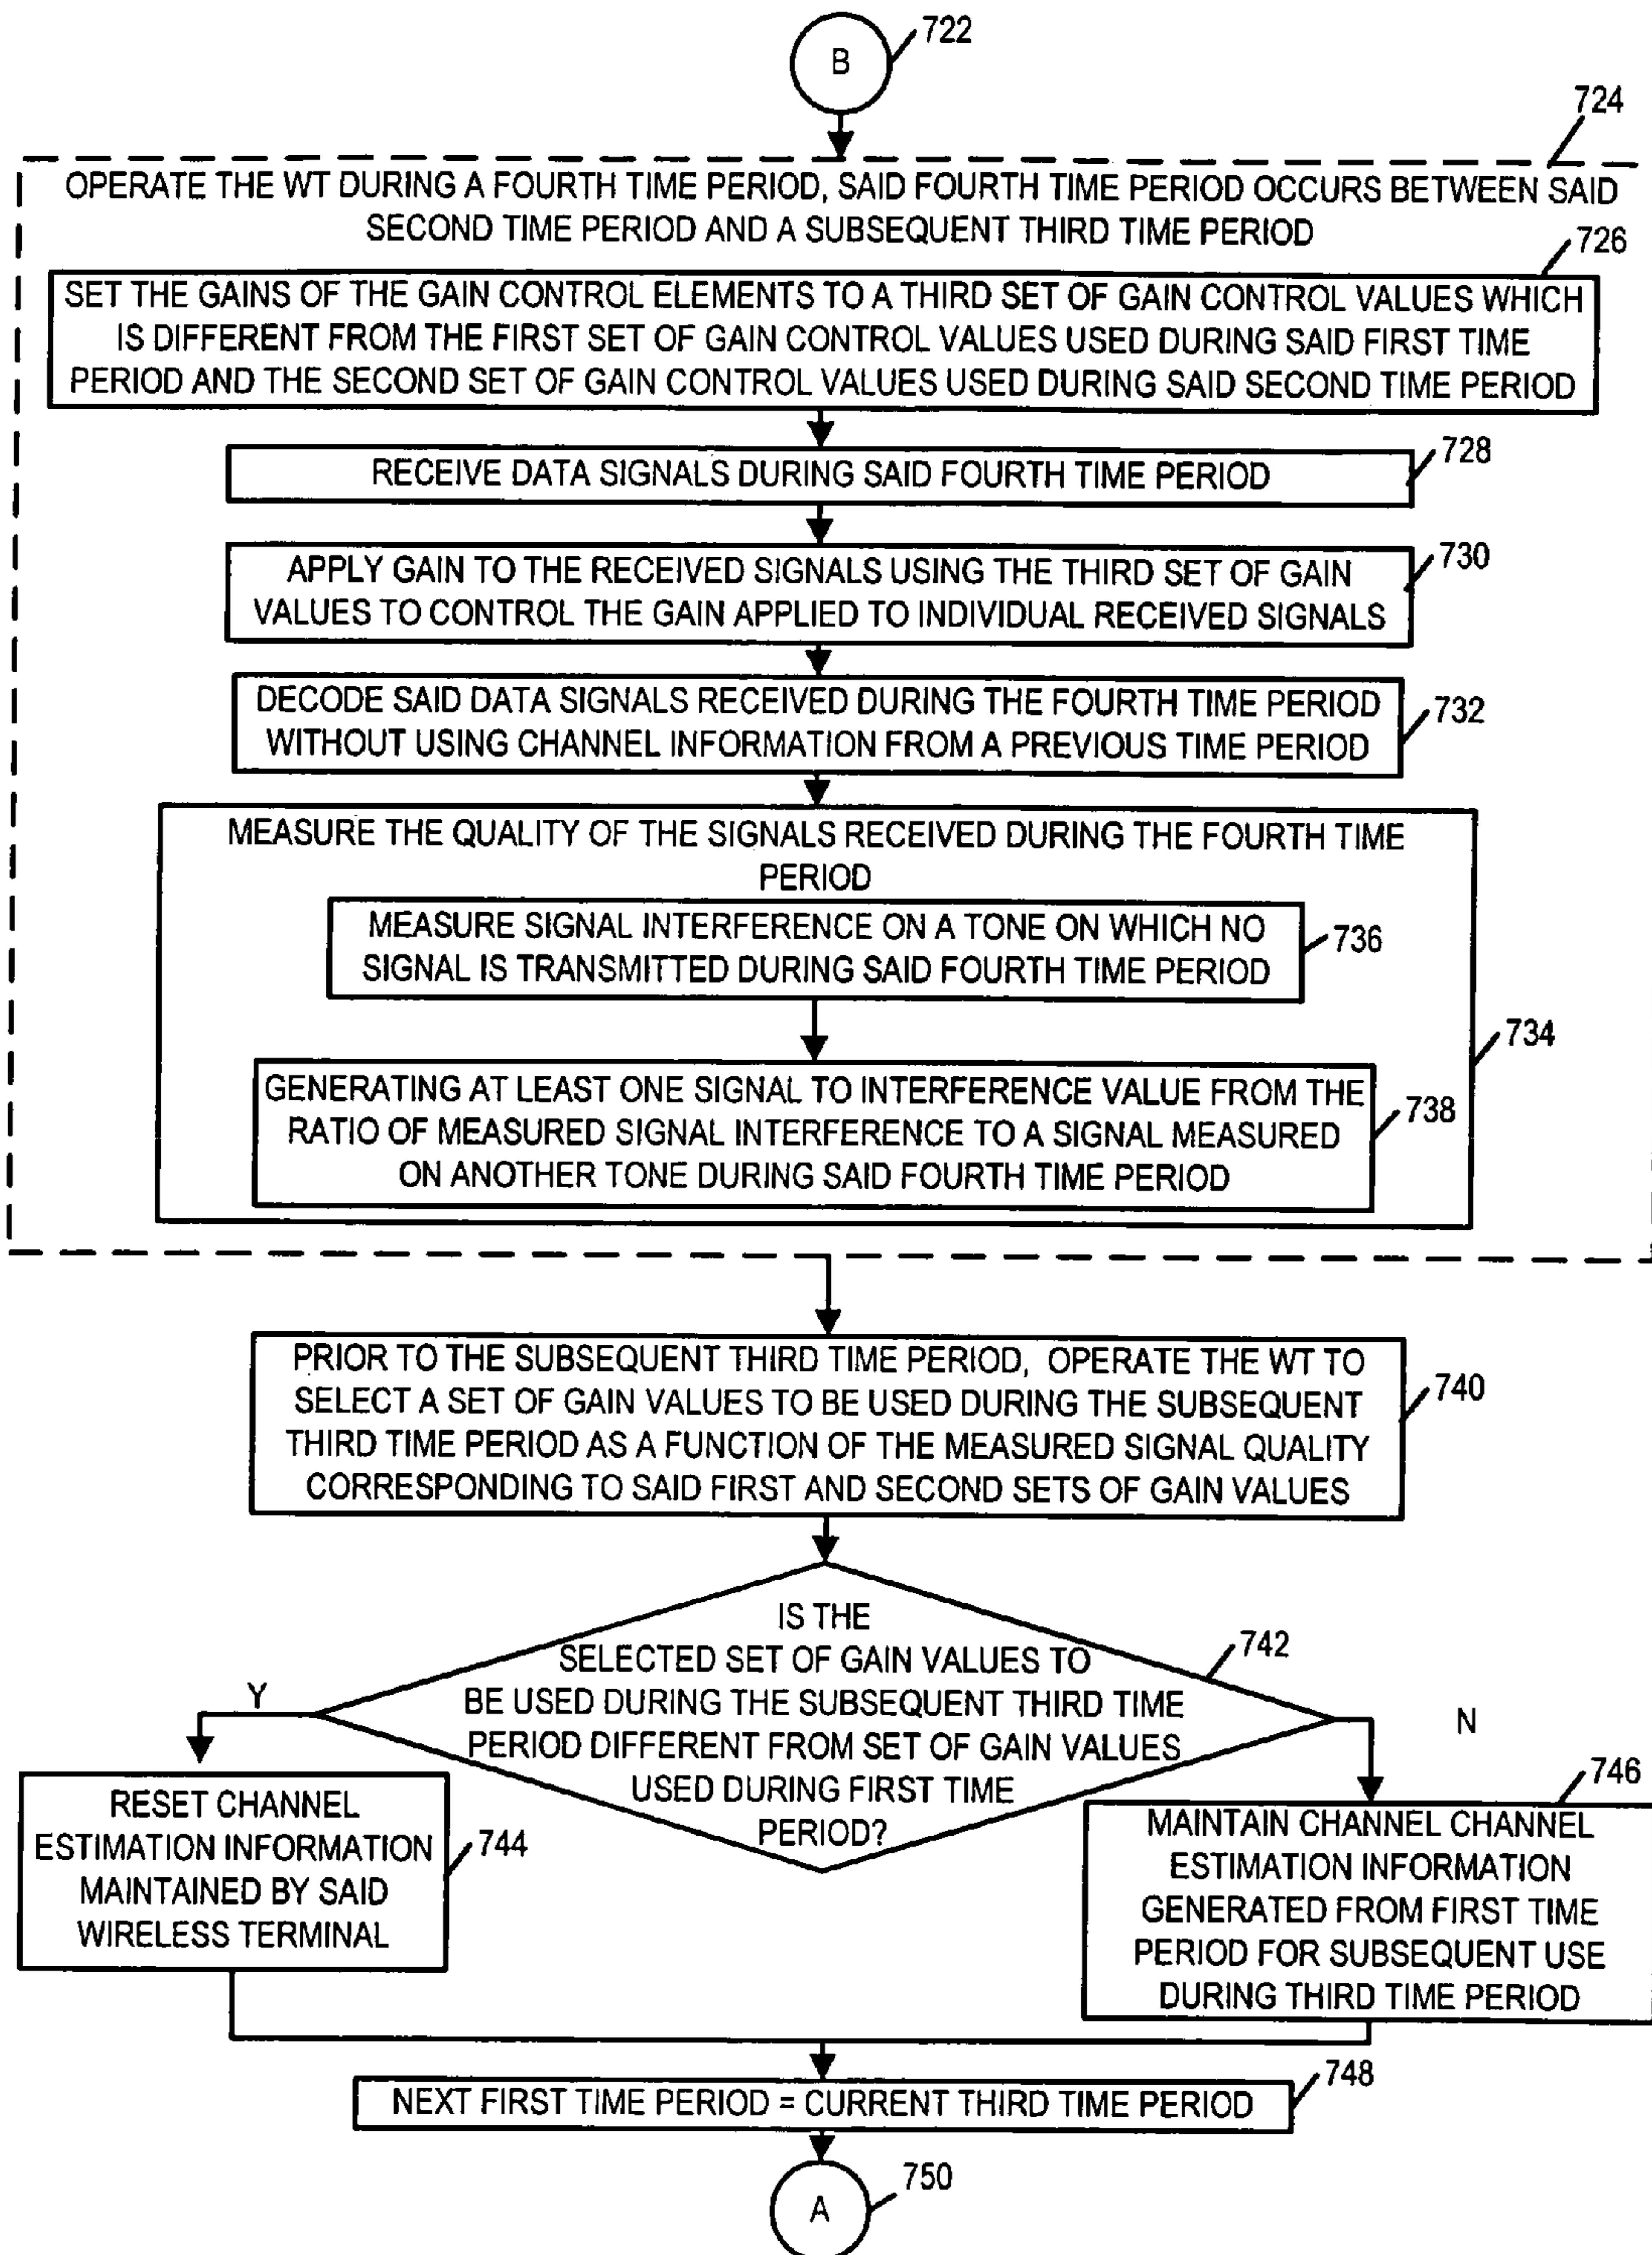 B
722
724
OPERATE THE WT DURING A FOURTH TIME PERIOD, SAID FOURTH TIME PERIOD OCCURS BETWEEN SAID
SECOND TIME PERIOD AND A SUBSEQUENT THIRD TIME PERIOD
726
SET THE GAINS OF THE GAIN CONTROL ELEMENTS TO A THIRD SET OF GAIN CONTROL VALUES WHICH
IS DIFFERENT FROM THE FIRST SET OF GAIN CONTROL VALUES USED DURING SAID FIRST TIME
PERIOD AND THE SECOND SET OF GAIN CONTROL VALUES USED DURING SAID SECOND TIME PERIOD
728
RECEIVE DATA SIGNALS DURING SAID FOURTH TIME PERIOD
730
APPLY GAIN TO THE RECEIVED SIGNALS USING THE THIRD SET OF GAIN
VALUES TO CONTROL THE GAIN APPLIED TO INDIVIDUAL RECEIVED SIGNALS
DECODE SAID DATA SIGNALS RECEIVED DURING THE FOURTH TIME PERIOD
WITHOUT USING CHANNEL INFORMATION FROM A PREVIOUS TIME PERIOD
732
MEASURE THE QUALITY OF THE SIGNALS RECEIVED DURING THE FOURTH TIME
PERIOD
MEASURE SIGNAL INTERFERENCE ON A TONE ON WHICH NO
SIGNAL IS TRANSMITTED DURING SAID FOURTH TIME PERIOD
736
734
GENERATING AT LEAST ONE SIGNAL TO INTERFERENCE VALUE FROM THE
RATIO OF MEASURED SIGNAL INTERFERENCE TO A SIGNAL MEASURED
ON ANOTHER TONE DURING SAID FOURTH TIME PERIOD
738
PRIOR TO THE SUBSEQUENT THIRD TIME PERIOD, OPERATE THE WT TO
SELECT A SET OF GAIN VALUES TO BE USED DURING THE SUBSEQUENT
THIRD TIME PERIOD AS A FUNCTION OF THE MEASURED SIGNAL QUALITY
CORRESPONDING TO SAID FIRST AND SECOND SETS OF GAIN VALUES
740
IS THE
SELECTED SET OF GAIN VALUES TO
BE USED DURING THE SUBSEQUENT THIRD TIME
PERIOD DIFFERENT FROM SET OF GAIN VALUES
USED DURING FIRST TIME
PERIOD?
742
Y
N
RESET CHANNEL
ESTIMATION INFORMATION
MAINTAINED BY SAID
WIRELESS TERMINAL
744
746
MAINTAIN CHANNEL CHANNEL
ESTIMATION INFORMATION
GENERATED FROM FIRST TIME
PERIOD FOR SUBSEQUENT USE
DURING THIRD TIME PERIOD
748
NEXT FIRST TIME PERIOD = CURRENT THIRD TIME PERIOD
750
A